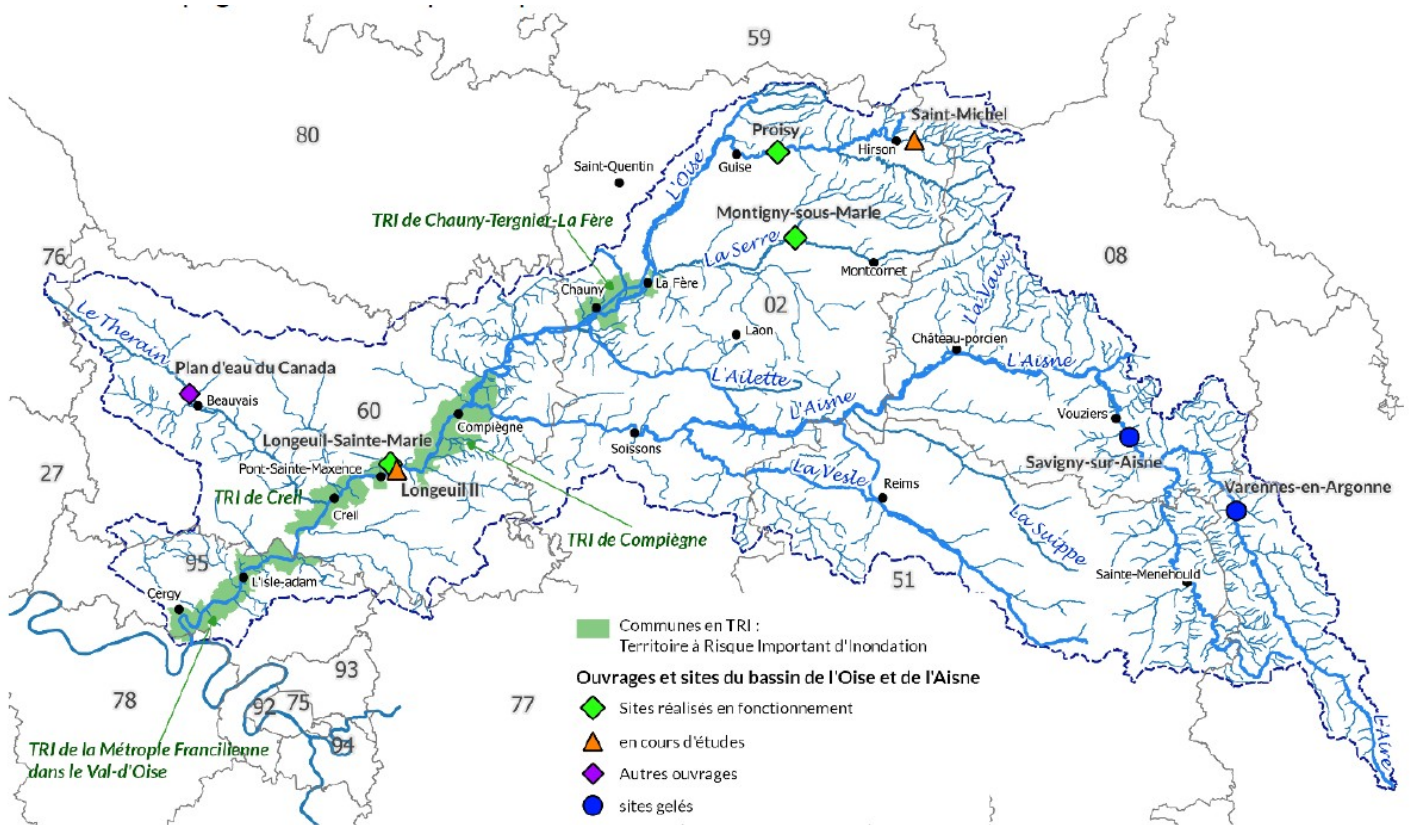 59
80
Saint-Michel
Proisy
Hirson
Guise
Saint-Quentin
L'Oise
TRI de Chauny-Tergnier-La Fère
Montigny-sous-Marle
La Serre
Montcornet
08
76
La Vaux
La Fère
Chauny
02
Le Therain
Laon
Château-porcien
L'Aisne
Plan d'eau du Canada
L'Ailette
Beauvais
60
L'Aisne
Vouziers
Compiègne
Longeuil-Sainte-Marie
Soissons
Savigny-sur-Aisne
27
Pont-Sainte-Maxence
La Vesle
Reims
Longeuil II
Varennes-en-Argonne
TRI de Creil
Creil
La Suippe
TRI de Compiègne
95
L'Isle-adam
51
Sainte-Menehould
Cergy
Communes en TRI :
Territoire à Risque Important d'Inondation
93
Ouvrages et sites du bassin de l'Oise et de l'Aisne
78
92
75
77
Sites réalisés en fonctionnement
94
en cours d'études
L'Aire
TRI de la Métrople Francilienne
dans le Val-d'Oise
Autres ouvrages
sites gelés